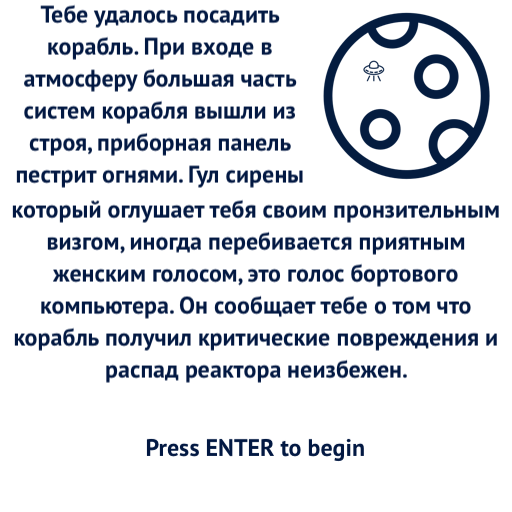 Тебе удалось посадить
корабль. При входе в
атмосферу большая часть
систем корабля вышли из
строя, приборная панель
пестрит огнями. Гул сирены
который оглушает тебя своим пронзительным
визгом, иногда перебивается приятным
женским голосом, это голос бортового
компьютера. Он сообщает тебе о том что
корабль получил критические повреждения и
распад реактора неизбежен.
Press ENTER to begin